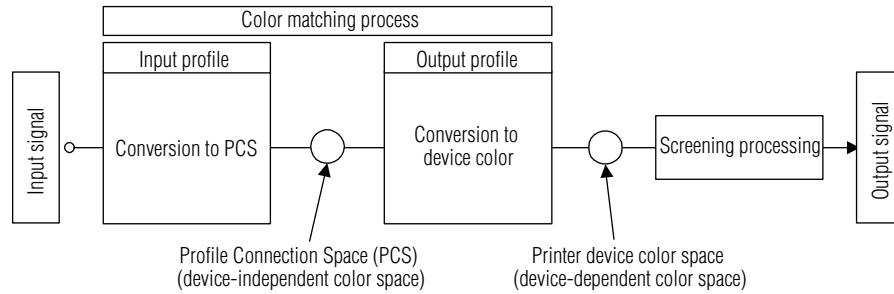 Color matching process
Input profile
Output profile
Input signal
Conversion to PCS
Conversion to
device color
Screening processing
Output signal
Profile Connection Space (PCS)
(device-independent color space)
Printer device color space
(device-dependent color space)